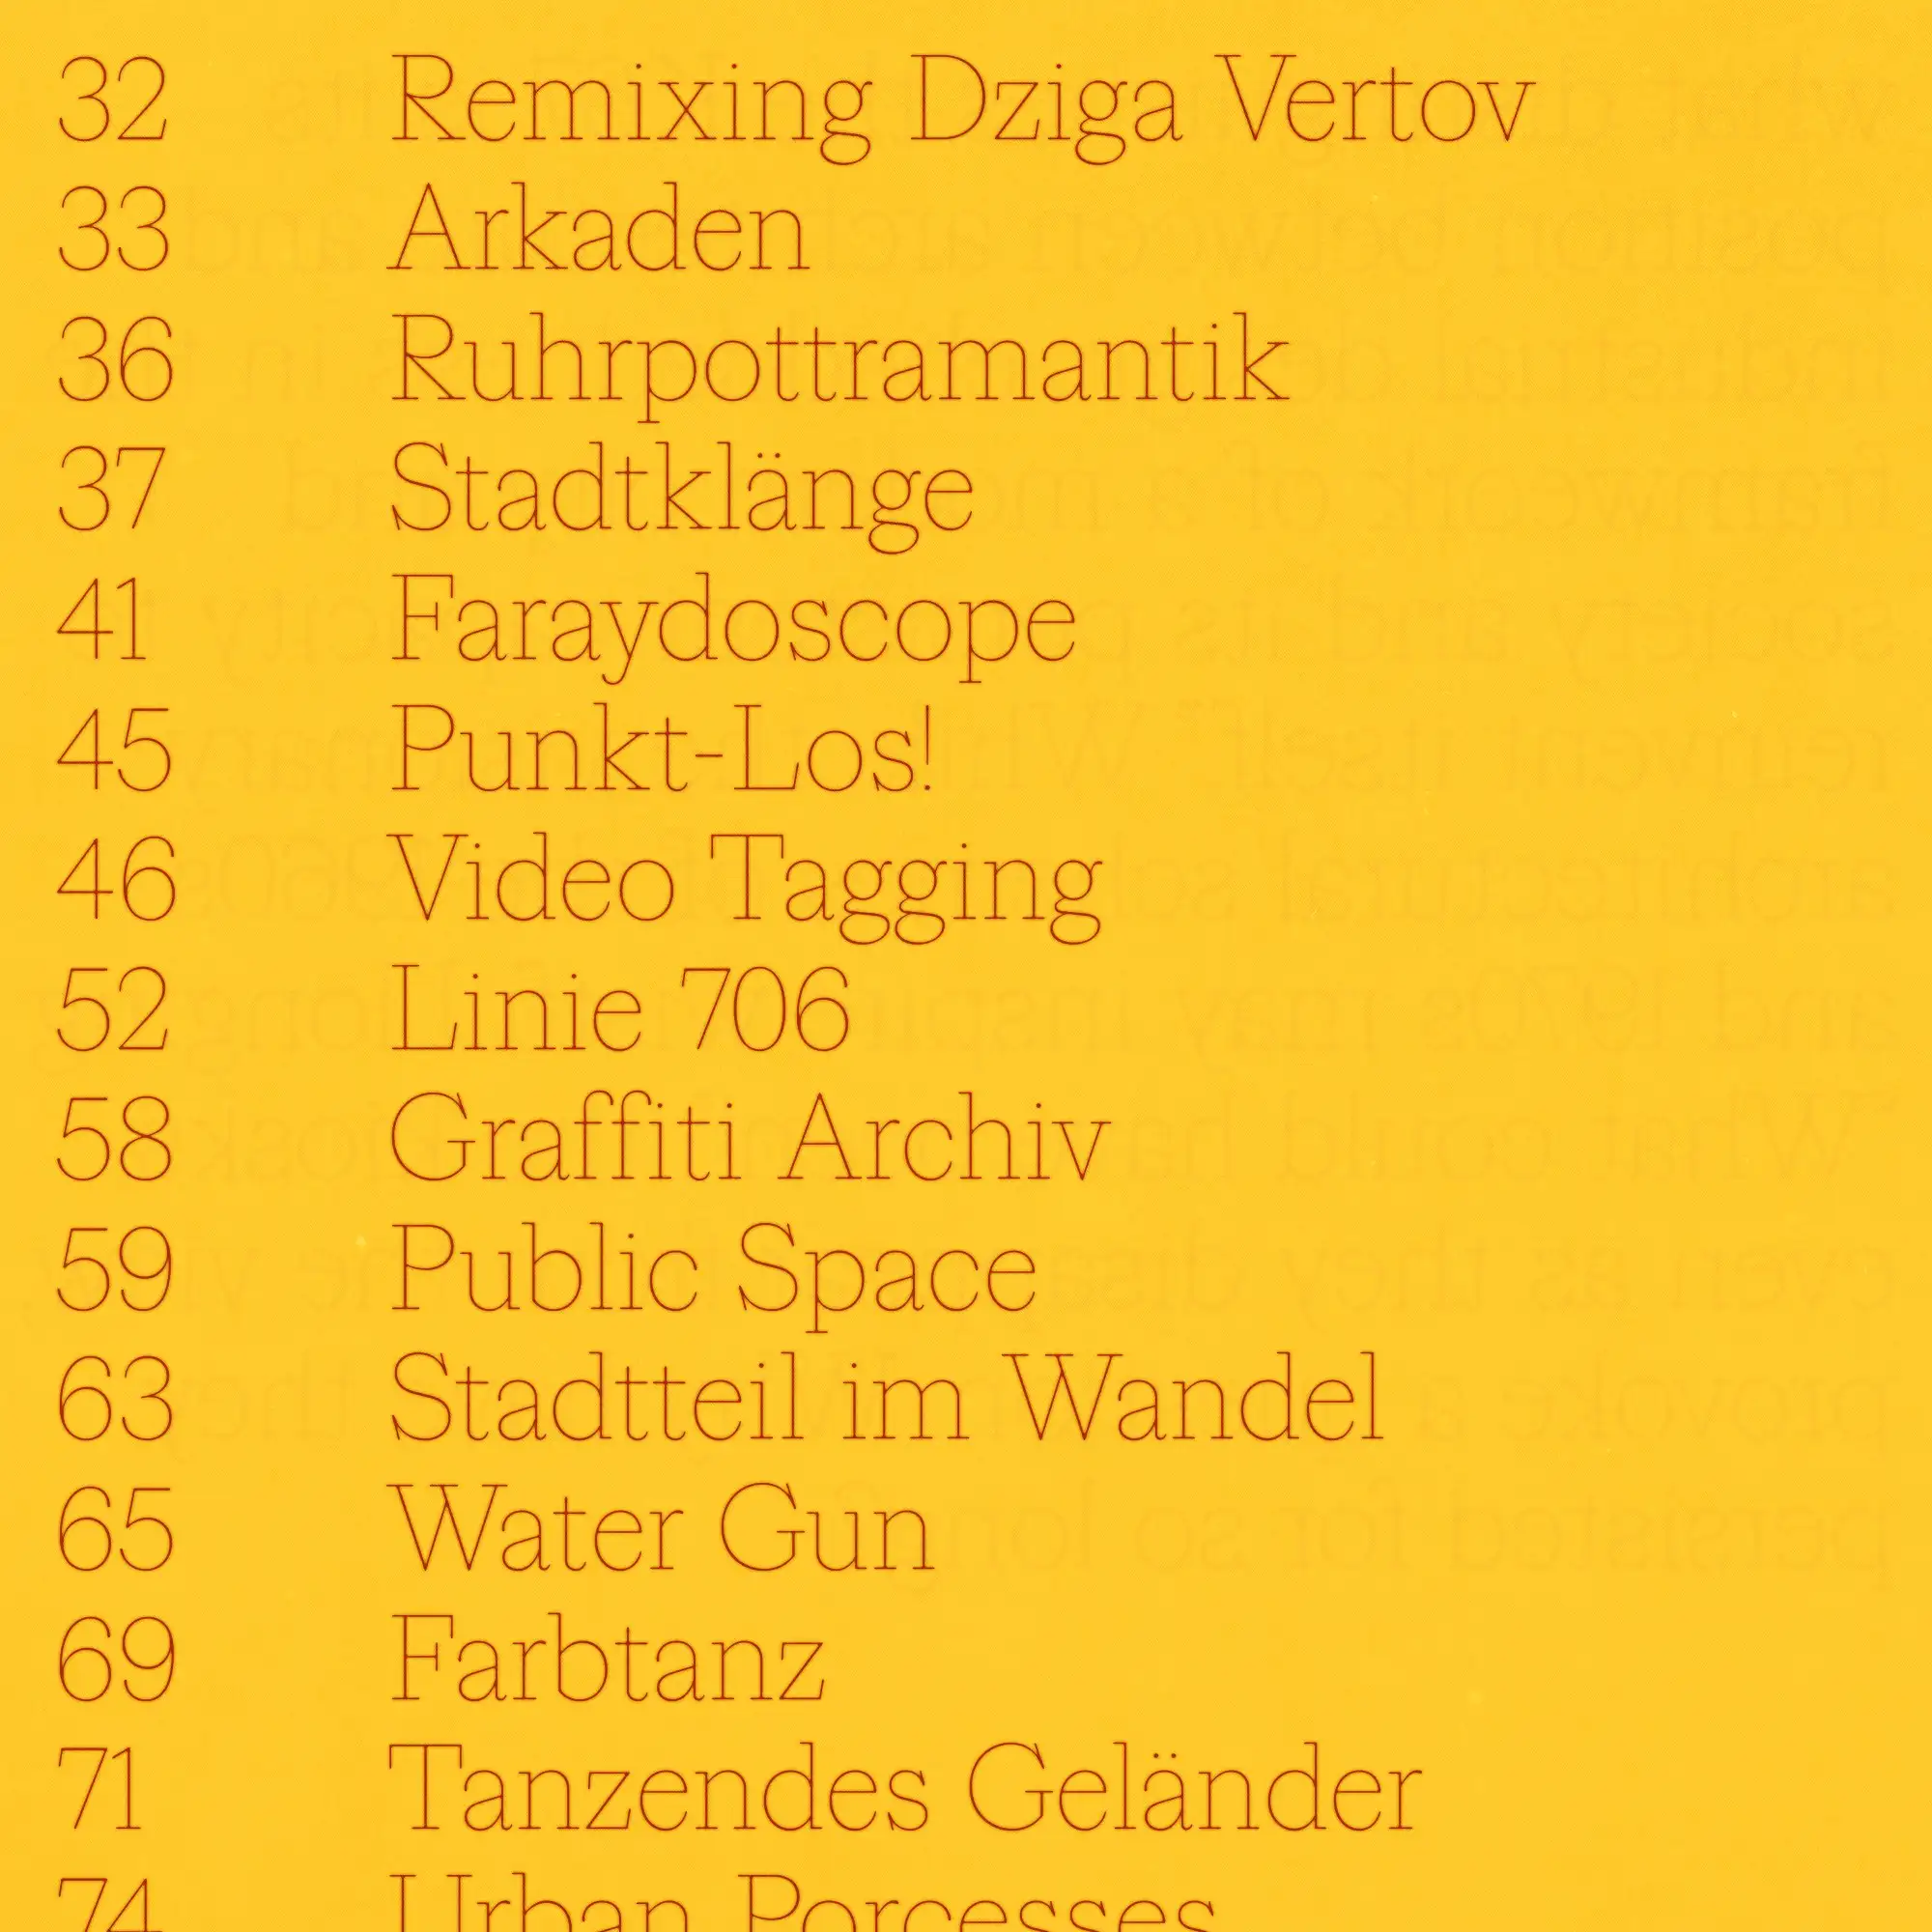 32 Remixing Dziga Vertov
33 Arkaden
36 Ruhrpottramantik
37 Stadtklänge
41 Faraydoscope
45 Punkt-Los!
46 Video Tagging
52 Linie 706
58 Graffiti Archiv
59 Public Space
63 Stadtteil im Wandel
65 Water Gun
69 Farbtanz
71 Tanzendes Geländer
74 Urban Porcesses